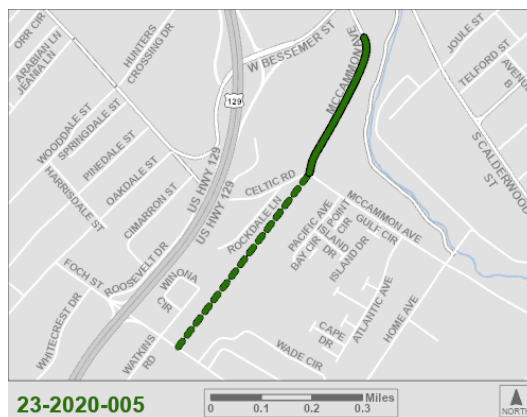 ORR CIR
ARABIAN LN
JEANIA LN
HUNTERS
CROSSING DR
W BESSEMER ST
MCCAMMON AVE
JOULE ST
TELFORD ST
AVENUE
B
S CALDERWOOD
ST
129
WOODDALE ST
SPRINGDALE ST
PINEDALE ST
OAKDALE ST
HARRISDALE ST
CIMARRON ST
US HWY 129
US HWY 129
CELTIC RD
ROCKDALE LN
MCCAMMON AVE
PACIFIC AVE
POINT
CIR
GULF CIR
ISLAND
DR
BAY CIR
ISLAND DR
ROOSEVELT DR
FOCH ST
WINONA
CIR
WHITECREST DR
WATKINS
RD
ATLANTIC AVE
HOME AVE
CAPE
DR
WADE CIR
23-2020-005
Miles
0 0.1 0.2 0.3
NORTH